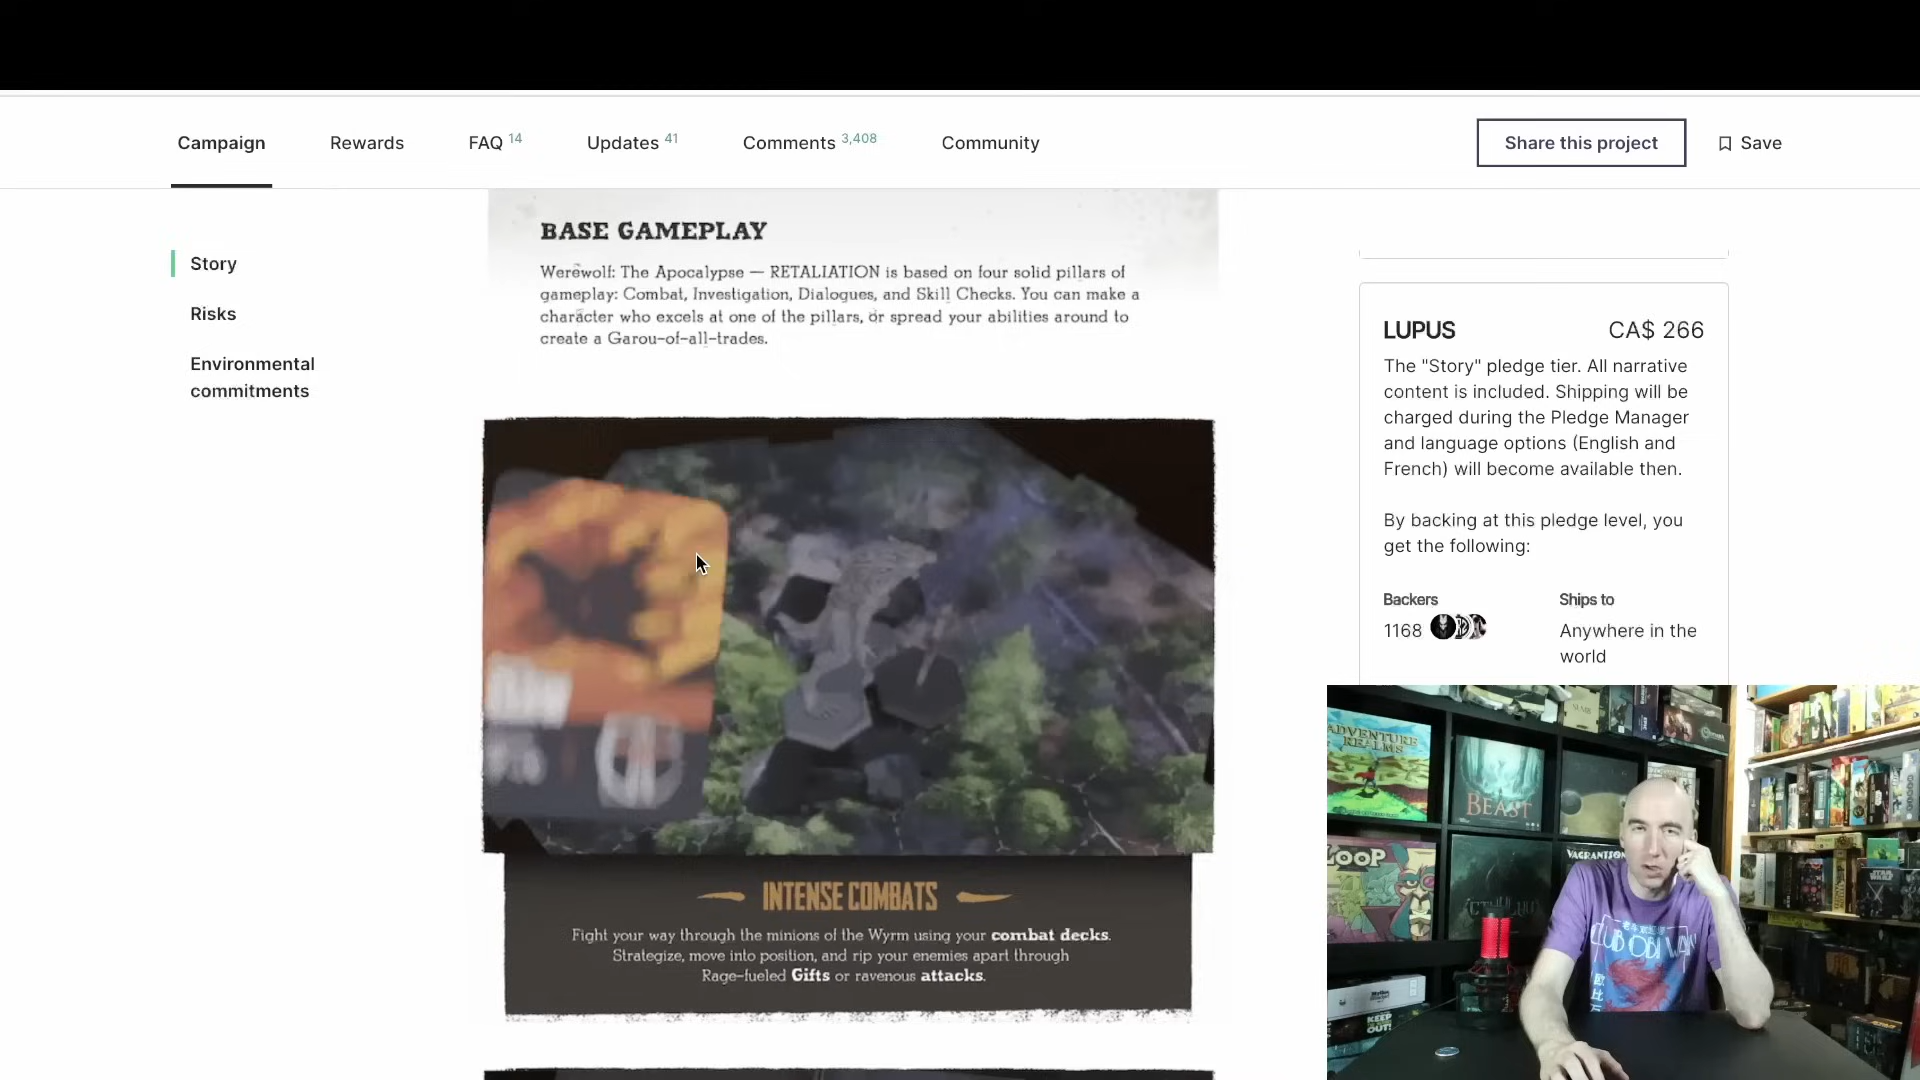 Campaign
Rewards
FAQ 14
Updates 41
Comments 3,408
Community
Share this project
Save
Story
Risks
Environmental
commitments
BASE GAMEPLAY
Werewolf: The Apocalypse — RETALIATION is based on four solid pillars of
gameplay: Combat, Investigation, Dialogues, and Skill Checks. You can make a
character who excels at one of the pillars, or spread your abilities around to
create a Garou-of-all-trades.
INTENSE COMBATS
Fight your way through the minions of the Wyrm using your combat decks.
Strategize, move into position, and rip your enemies apart through
Rage-fueled Gifts or ravenous attacks.
LUPUS
CA$ 266
The "Story" pledge tier. All narrative
content is included. Shipping will be
charged during the Pledge Manager
and language options (English and
French) will become available then.
By backing at this pledge level, you
get the following:
Backers
1168
Ships to
Anywhere in the
world
ADVENTURE
REALMS
BEAST
VAGRANTSONG
CTHULHU
KEEP
OUT!
STAR WARS